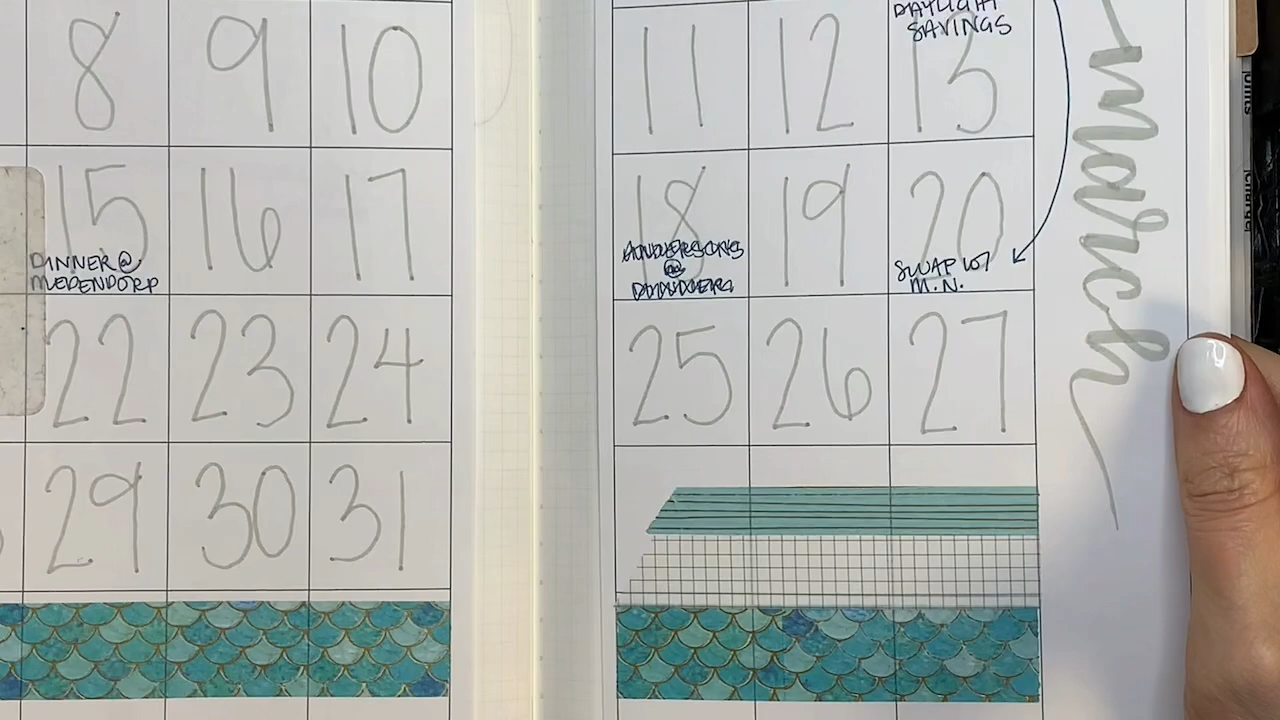 8 9 10 11 12 13
DAYLIGHT
SAVINGS
15 16 17 18 19 20
DINNER @
MEDENDORP
@
SWAP LOT
M.N.
22 23 24 25 26 27
29 30 31
March